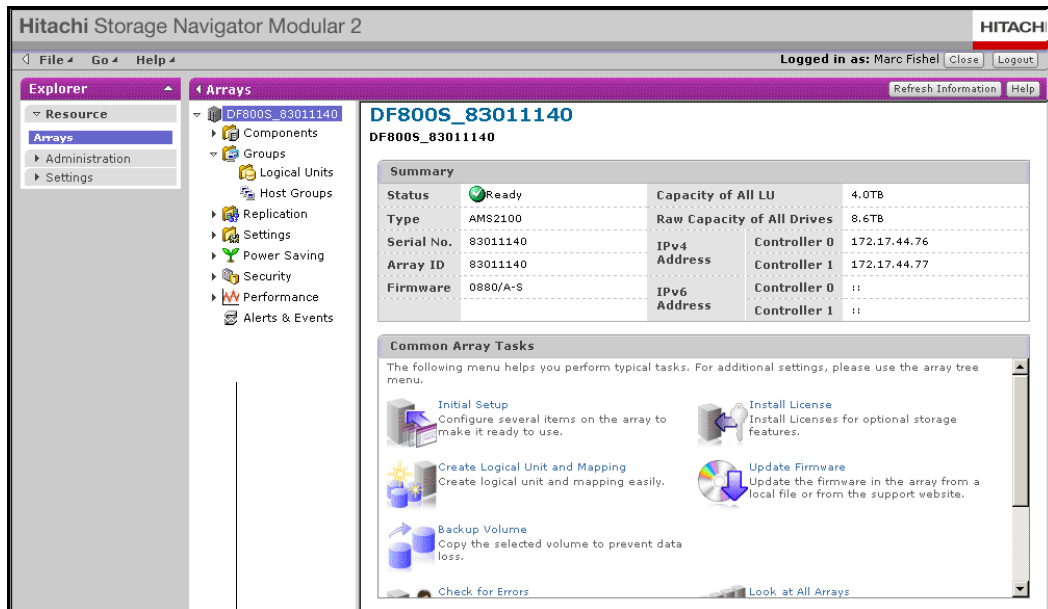 Hitachi Storage Navigator Modular 2
HITACHI
File Go Help
Logged in as: Marc Fishel Close Logout
Explorer
Arrays
Refresh Information Help
Resource
Arrays
Administration
Settings
DF800S_83011140
Components
Groups
Logical Units
Host Groups
Replication
Settings
Power Saving
Security
Performance
Alerts & Events
DF800S_83011140
DF800S_83011140
Summary
Status Ready Capacity of All LU 4.0TB
Type AMS2100 Raw Capacity of All Drives 8.6TB
Serial No. 83011140 IPv4 Address Controller 0 172.17.44.76
Array ID 83011140 Controller 1 172.17.44.77
Firmware 0880/A-S IPv6 Address Controller 0 ::
Controller 1 ::
Common Array Tasks
The following menu helps you perform typical tasks. For additional settings, please use the array tree
menu.
Initial Setup
Configure several items on the array to
make it ready to use.
Install License
Install Licenses for optional storage
features.
Create Logical Unit and Mapping
Create logical unit and mapping easily.
Update Firmware
Update the firmware in the array from a
local file or from the support website.
Backup Volume
Copy the selected volume to prevent data
loss.
Check for Errors
Look at All Arrays